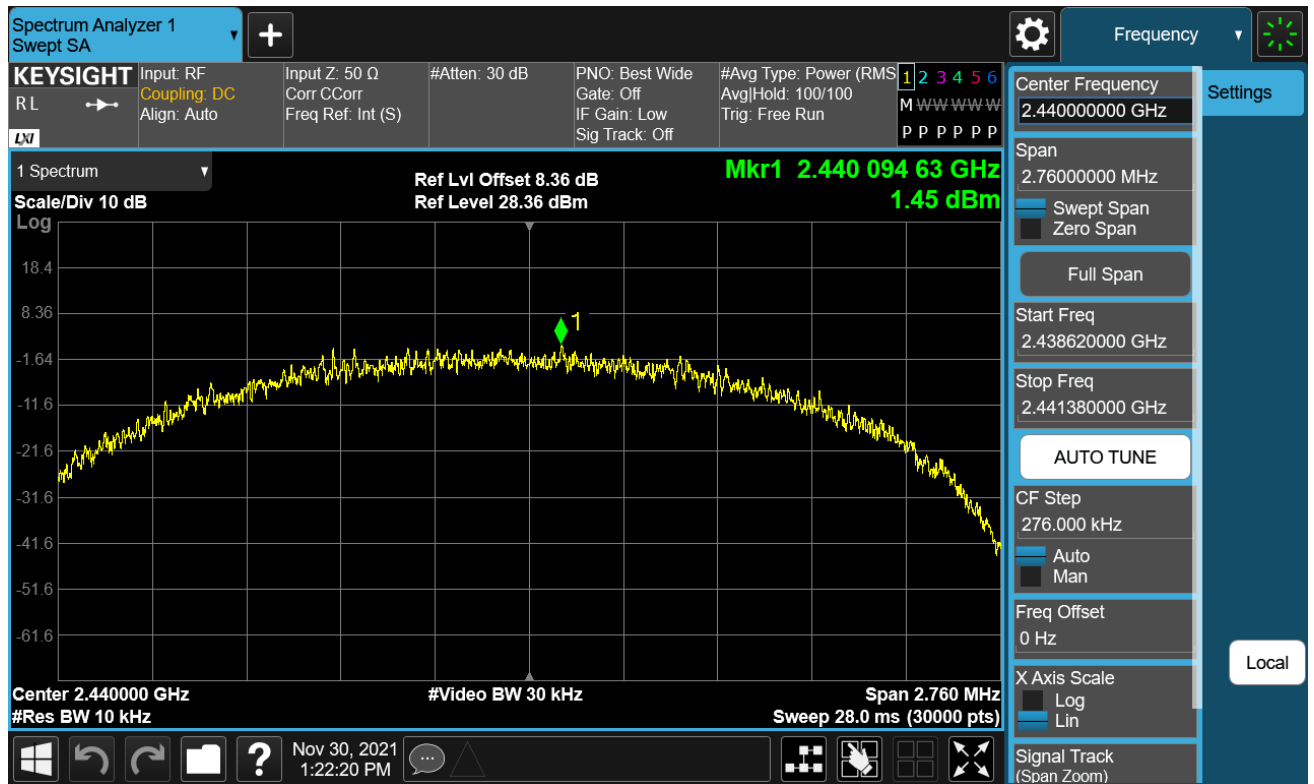 Spectrum Analyzer 1
Swept SA
Frequency
KEYSIGHT
R L
LXI
Input: RF
Coupling: DC
Align: Auto
Input Z: 50 Ω
Corr CCorr
Freq Ref: Int (S)
#Atten: 30 dB
PNO: Best Wide
Gate: Off
IF Gain: Low
Sig Track: Off
#Avg Type: Power (RMS
Avg|Hold: 100/100
Trig: Free Run
1 2 3 4 5 6
M W W W W W
P P P P P P
1 Spectrum
Scale/Div 10 dB
Log
Ref Lvl Offset 8.36 dB
Ref Level 28.36 dBm
Mkr1 2.440 094 63 GHz
1.45 dBm
18.4
8.36
-1.64
-11.6
-21.6
-31.6
-41.6
-51.6
-61.6
1
Center 2.440000 GHz
#Res BW 10 kHz
#Video BW 30 kHz
Span 2.760 MHz
Sweep 28.0 ms (30000 pts)
Center Frequency
2.440000000 GHz
Settings
Span
2.76000000 MHz
Swept Span
Zero Span
Full Span
Start Freq
2.438620000 GHz
Stop Freq
2.441380000 GHz
AUTO TUNE
CF Step
276.000 kHz
Auto
Man
Freq Offset
0 Hz
X Axis Scale
Log
Lin
Local
Signal Track
(Span Zoom)
?
Nov 30, 2021
1:22:20 PM